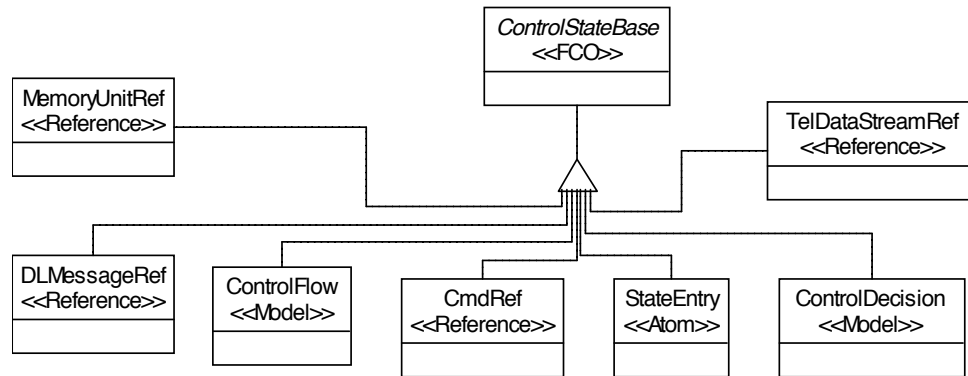 ControlStateBase
<<FCO>>
MemoryUnitRef
<<Reference>>
TelDataStreamRef
<<Reference>>
DLMessageRef
<<Reference>>
ControlFlow
<<Model>>
CmdRef
<<Reference>>
StateEntry
<<Atom>>
ControlDecision
<<Model>>